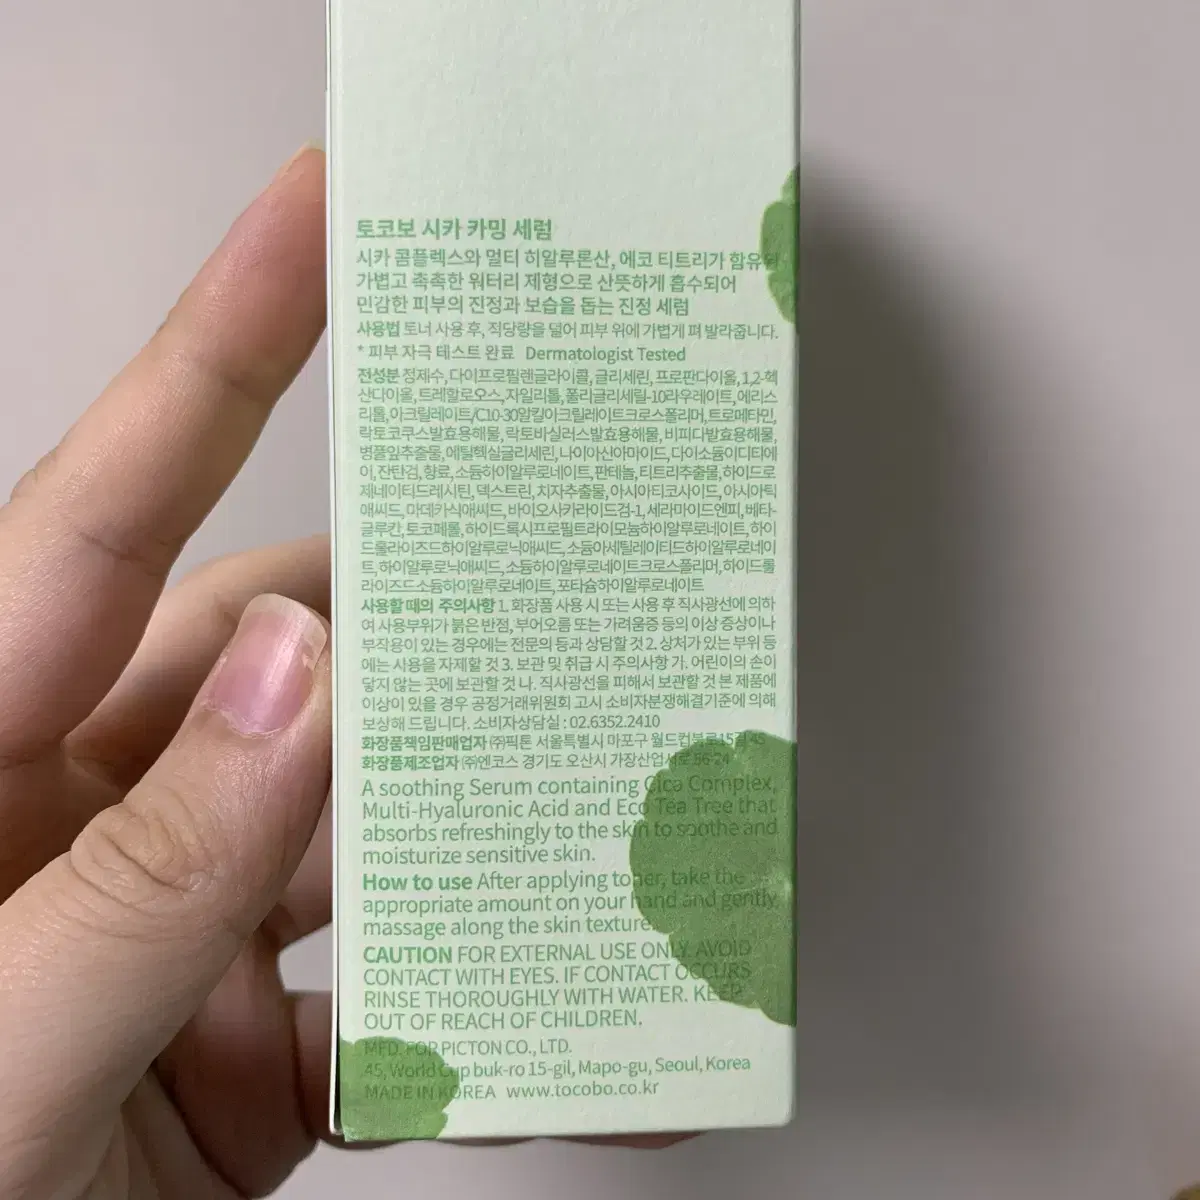 토코보 시카 카밍 세럼
시카 콤플렉스와 멀티 히알루론산, 에코 티트리가 함유된
가볍고 촉촉한 워터리 제형으로 산뜻하게 흡수되어
민감한 피부의 진정과 보습을 돕는 진정 세럼
사용법 토너 사용 후, 적당량을 덜어 피부 위에 가볍게 펴 발라줍니다.
* 피부 자극 테스트 완료 Dermatologist Tested
전성분 정제수, 다이프로필렌글라이콜, 글리세린, 프로판다이올, 1,2-헥
산다이올, 트레할로오스, 자일리톨, 폴리글리세릴-10라우레이트, 에리스
리톨, 아크릴레이트/C10-30알킬아크릴레이트크로스폴리머, 트로메타민,
락토코쿠스발효용해물, 락토바실러스발효용해물, 비피다발효용해물,
병풀잎추출물, 에틸헥실글리세린, 나이아신아마이드, 다이소듐이디티에
이, 잔탄검, 향료, 소듐하이알루로네이트, 판테놀, 티트리추출물, 하이드로
제네이티드레시틴, 덱스트린, 치자추출물, 아시아티코사이드, 아시아틱
애씨드, 마데카식애씨드, 바이오사카라이드검-1, 세라마이드엔피, 베타-
글루칸, 토코페롤, 하이드록시프로필트라이모늄하이알루로네이트, 하이
드롤라이즈드하이알루로닉애씨드, 소듐아세틸레이티드하이알루로네이
트, 하이알루로닉애씨드, 소듐하이알루로네이트크로스폴리머, 하이드롤
라이즈드소듐하이알루로네이트, 포타슘하이알루로네이트
사용할 때의 주의사항 1. 화장품 사용 시 또는 사용 후 직사광선에 의하
여 사용부위가 붉은 반점, 부어오름 또는 가려움증 등의 이상 증상이나
부작용이 있는 경우에는 전문의 등과 상담할 것 2. 상처가 있는 부위 등
에는 사용을 자제할 것 3. 보관 및 취급 시 주의사항 가. 어린이의 손이
닿지 않는 곳에 보관할 것 나. 직사광선을 피해서 보관할 것 본 제품에
이상이 있을 경우 공정거래위원회 고시 소비자분쟁해결기준에 의해
보상해 드립니다. 소비자상담실 : 02.6352.2410
화장품책임판매업자 ㈜픽톤 서울특별시 마포구 월드컵북로15길 45
화장품제조업자 ㈜엔코스 경기도 오산시 가장산업서로 86-24
A soothing Serum containing Cica Complex,
Multi-Hyaluronic Acid and Eco Tea Tree that
absorbs refreshingly to the skin to soothe and
moisturize sensitive skin.
How to use After applying toner, take the
appropriate amount on your hand and gently
massage along the skin texture.
CAUTION FOR EXTERNAL USE ONLY. AVOID
CONTACT WITH EYES. IF CONTACT OCCURS
RINSE THOROUGHLY WITH WATER. KEEP
OUT OF REACH OF CHILDREN.
MFD. FOR PICTON CO., LTD.
45, World Cup buk-ro 15-gil, Mapo-gu, Seoul, Korea
MADE IN KOREA www.tocobo.co.kr